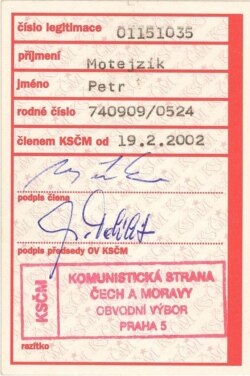 číslo legitimace 01151035
příjmení Motejzík
jméno Petr
rodné číslo 740909/0524
členem KSČM od 19.2.2002
podpis člena
podpis předsedy OV KSČM
KSČM
KOMUNISTICKÁ STRANA
ČECH A MORAVY
OBVODNÍ VÝBOR
PRAHA 5
razítko